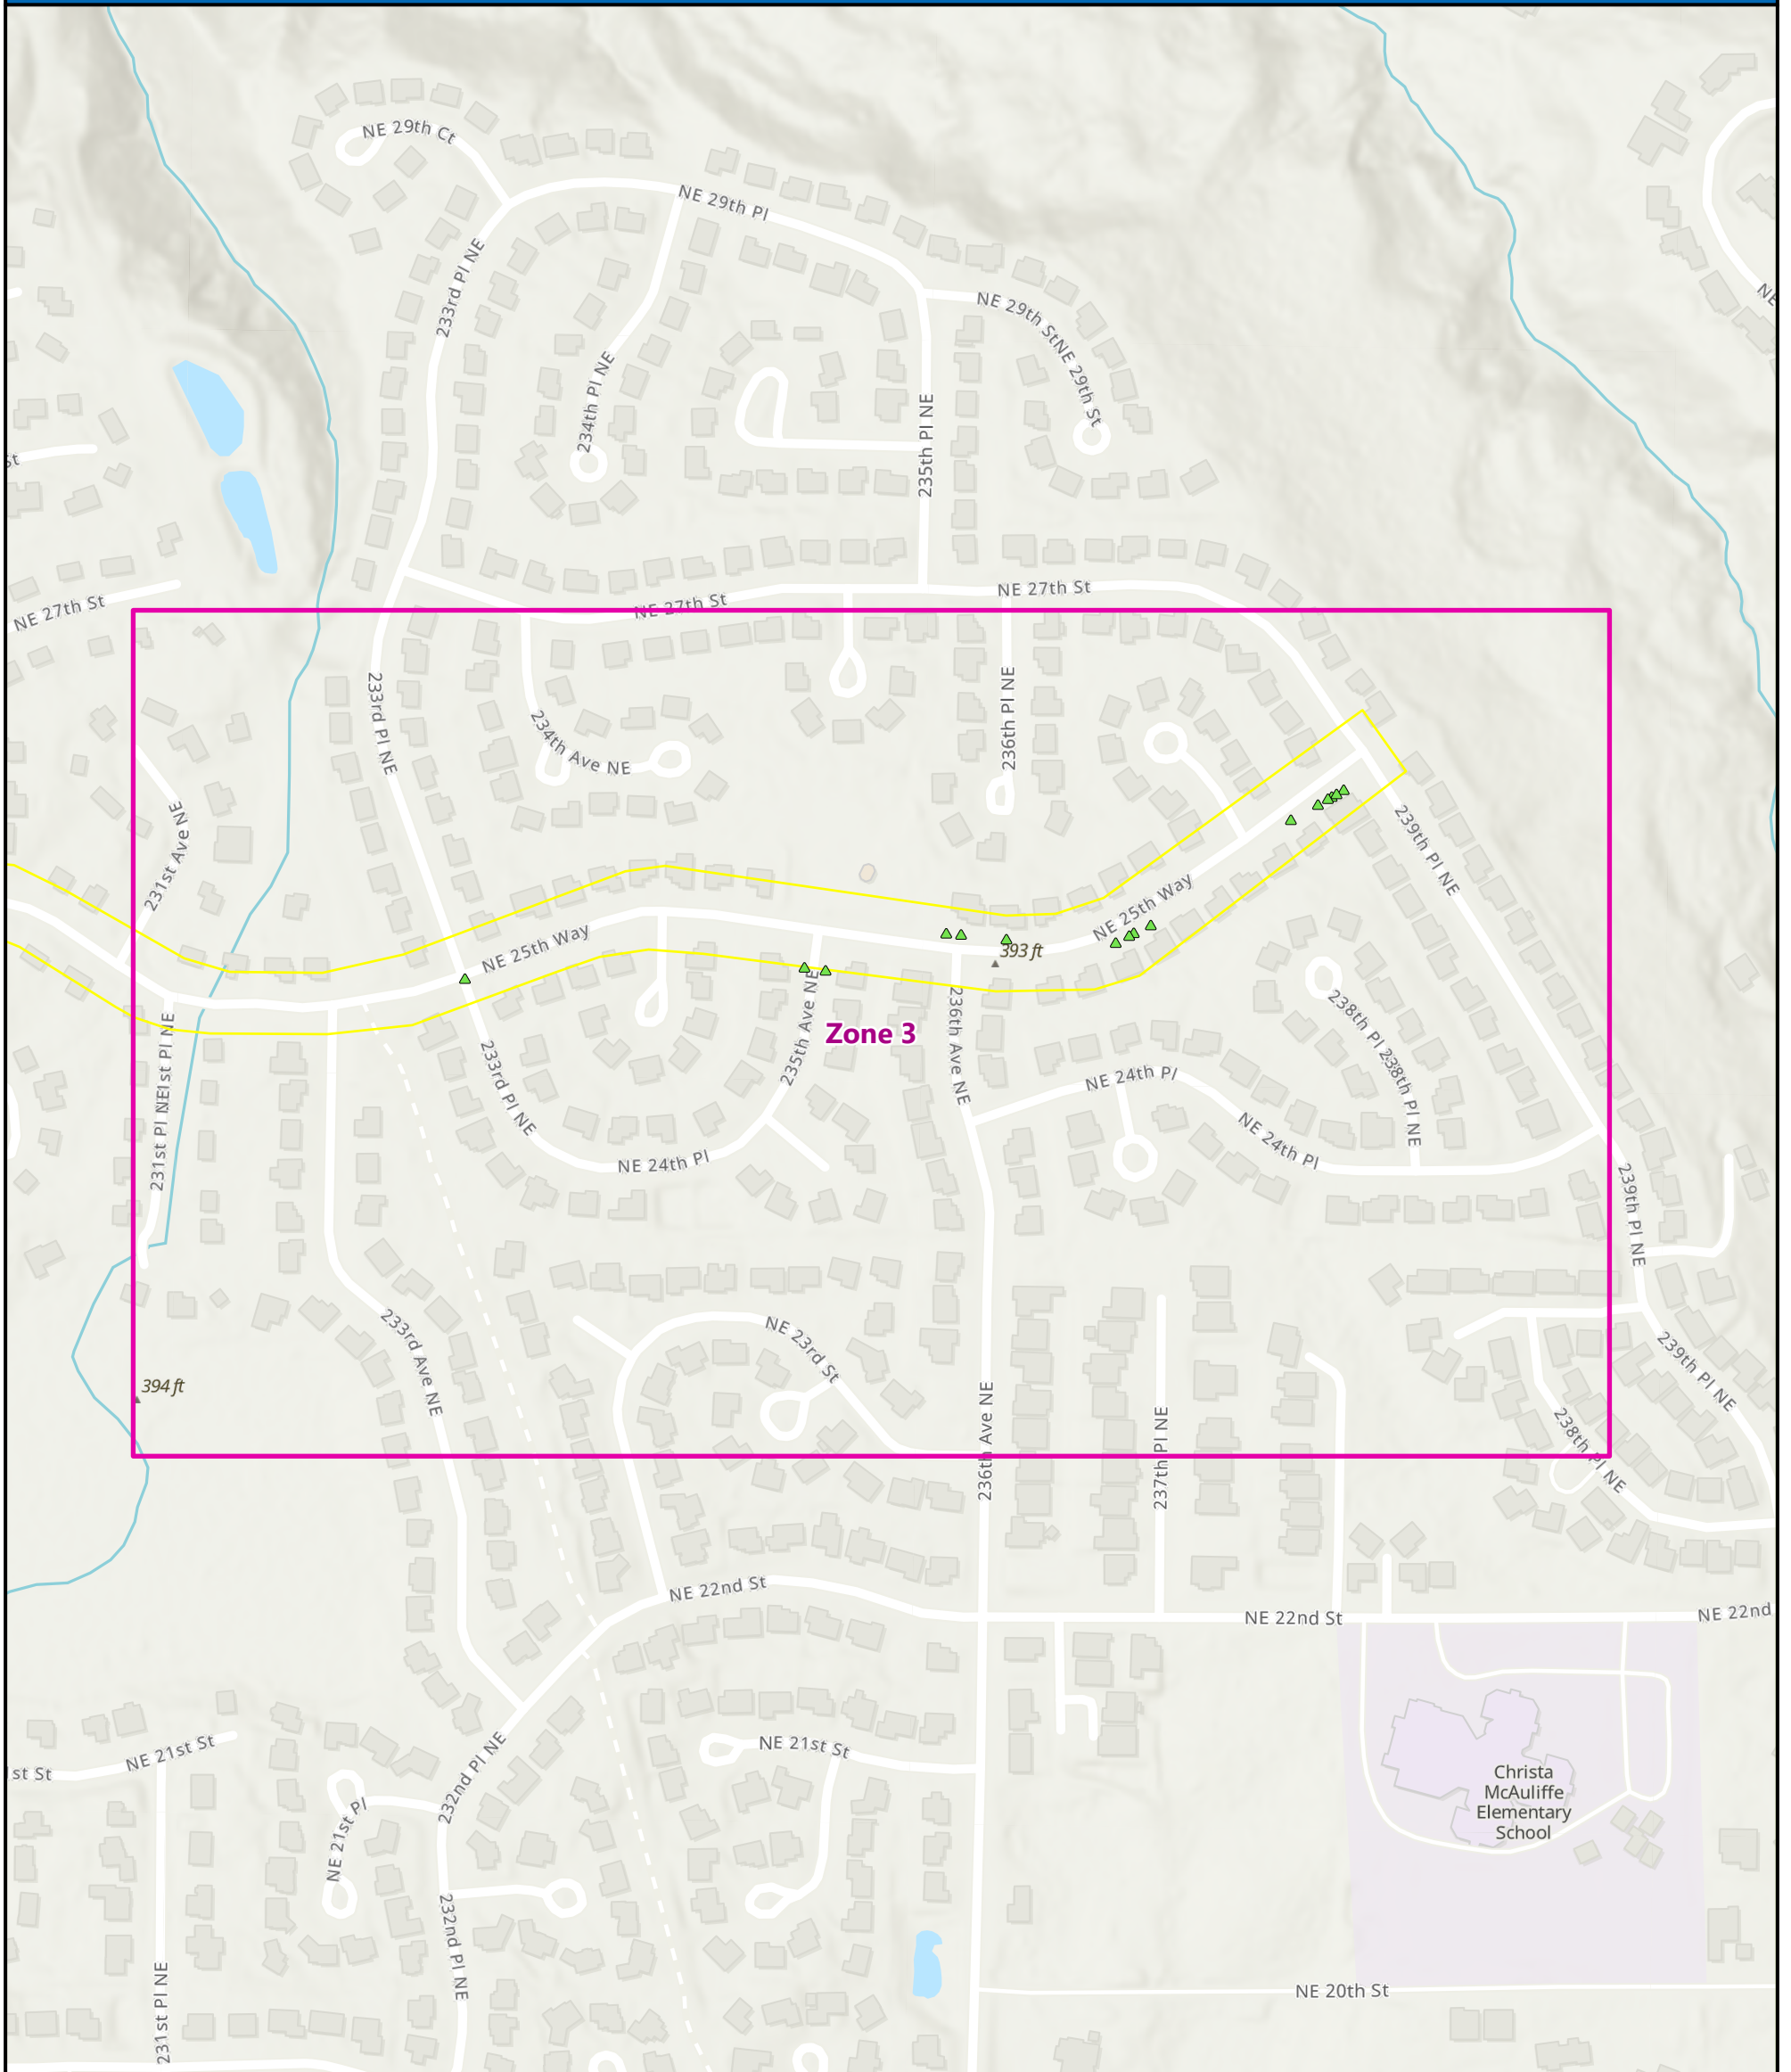 NE 29th Ct
NE 29th Pl
233rd Pl NE
NE 29th St
NE 29th St
234th Pl NE
235th Pl NE
St
NE
NE 27th St
NE 27th St
NE 27th St
233rd Pl NE
236th Pl NE
234th Ave NE
231st Ave NE
239th Pl NE
NE 25th Way
NE 25th Way
393 ft
235th Ave NE
Zone 3
236th Ave NE
238th Pl
238th Pl NE
231st Pl NE
231st Pl NE
233rd Pl NE
NE 24th Pl
NE 24th Pl
NE 24th Pl
239th Pl NE
233rd Ave NE
NE 23rd St
239th Pl NE
394 ft
236th Ave NE
237th Pl NE
238th Pl NE
NE 22nd St
NE 22nd St
NE 22nd
NE 21st St
1st St
NE 21st St
232nd Pl NE
NE 21st Pl
Christa
McAuliffe
Elementary
School
232nd Pl NE
231st Pl NE
NE 20th St